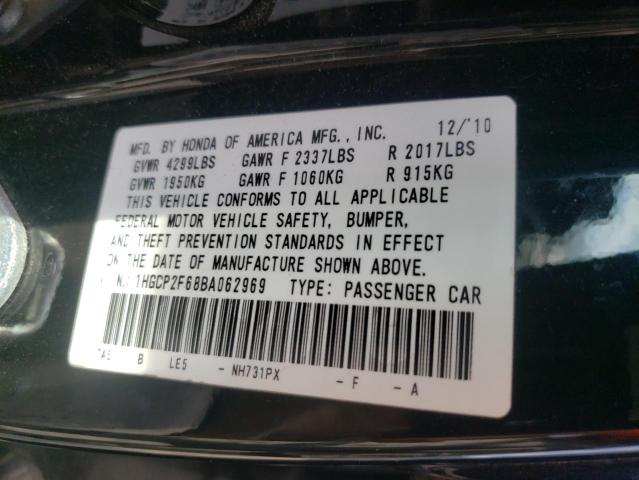 MFD. BY HONDA OF AMERICA MFG., INC. 12/'10
GVWR 4299LBS GAWR F 2337LBS R 2017LBS
GVWR 1950KG GAWR F 1060KG R 915KG
THIS VEHICLE CONFORMS TO ALL APPLICABLE
FEDERAL MOTOR VEHICLE SAFETY, BUMPER,
AND THEFT PREVENTION STANDARDS IN EFFECT
ON THE DATE OF MANUFACTURE SHOWN ABOVE.
1HGCP2F68BA062969 TYPE: PASSENGER CAR
B LE5 - NH731PX - F - A